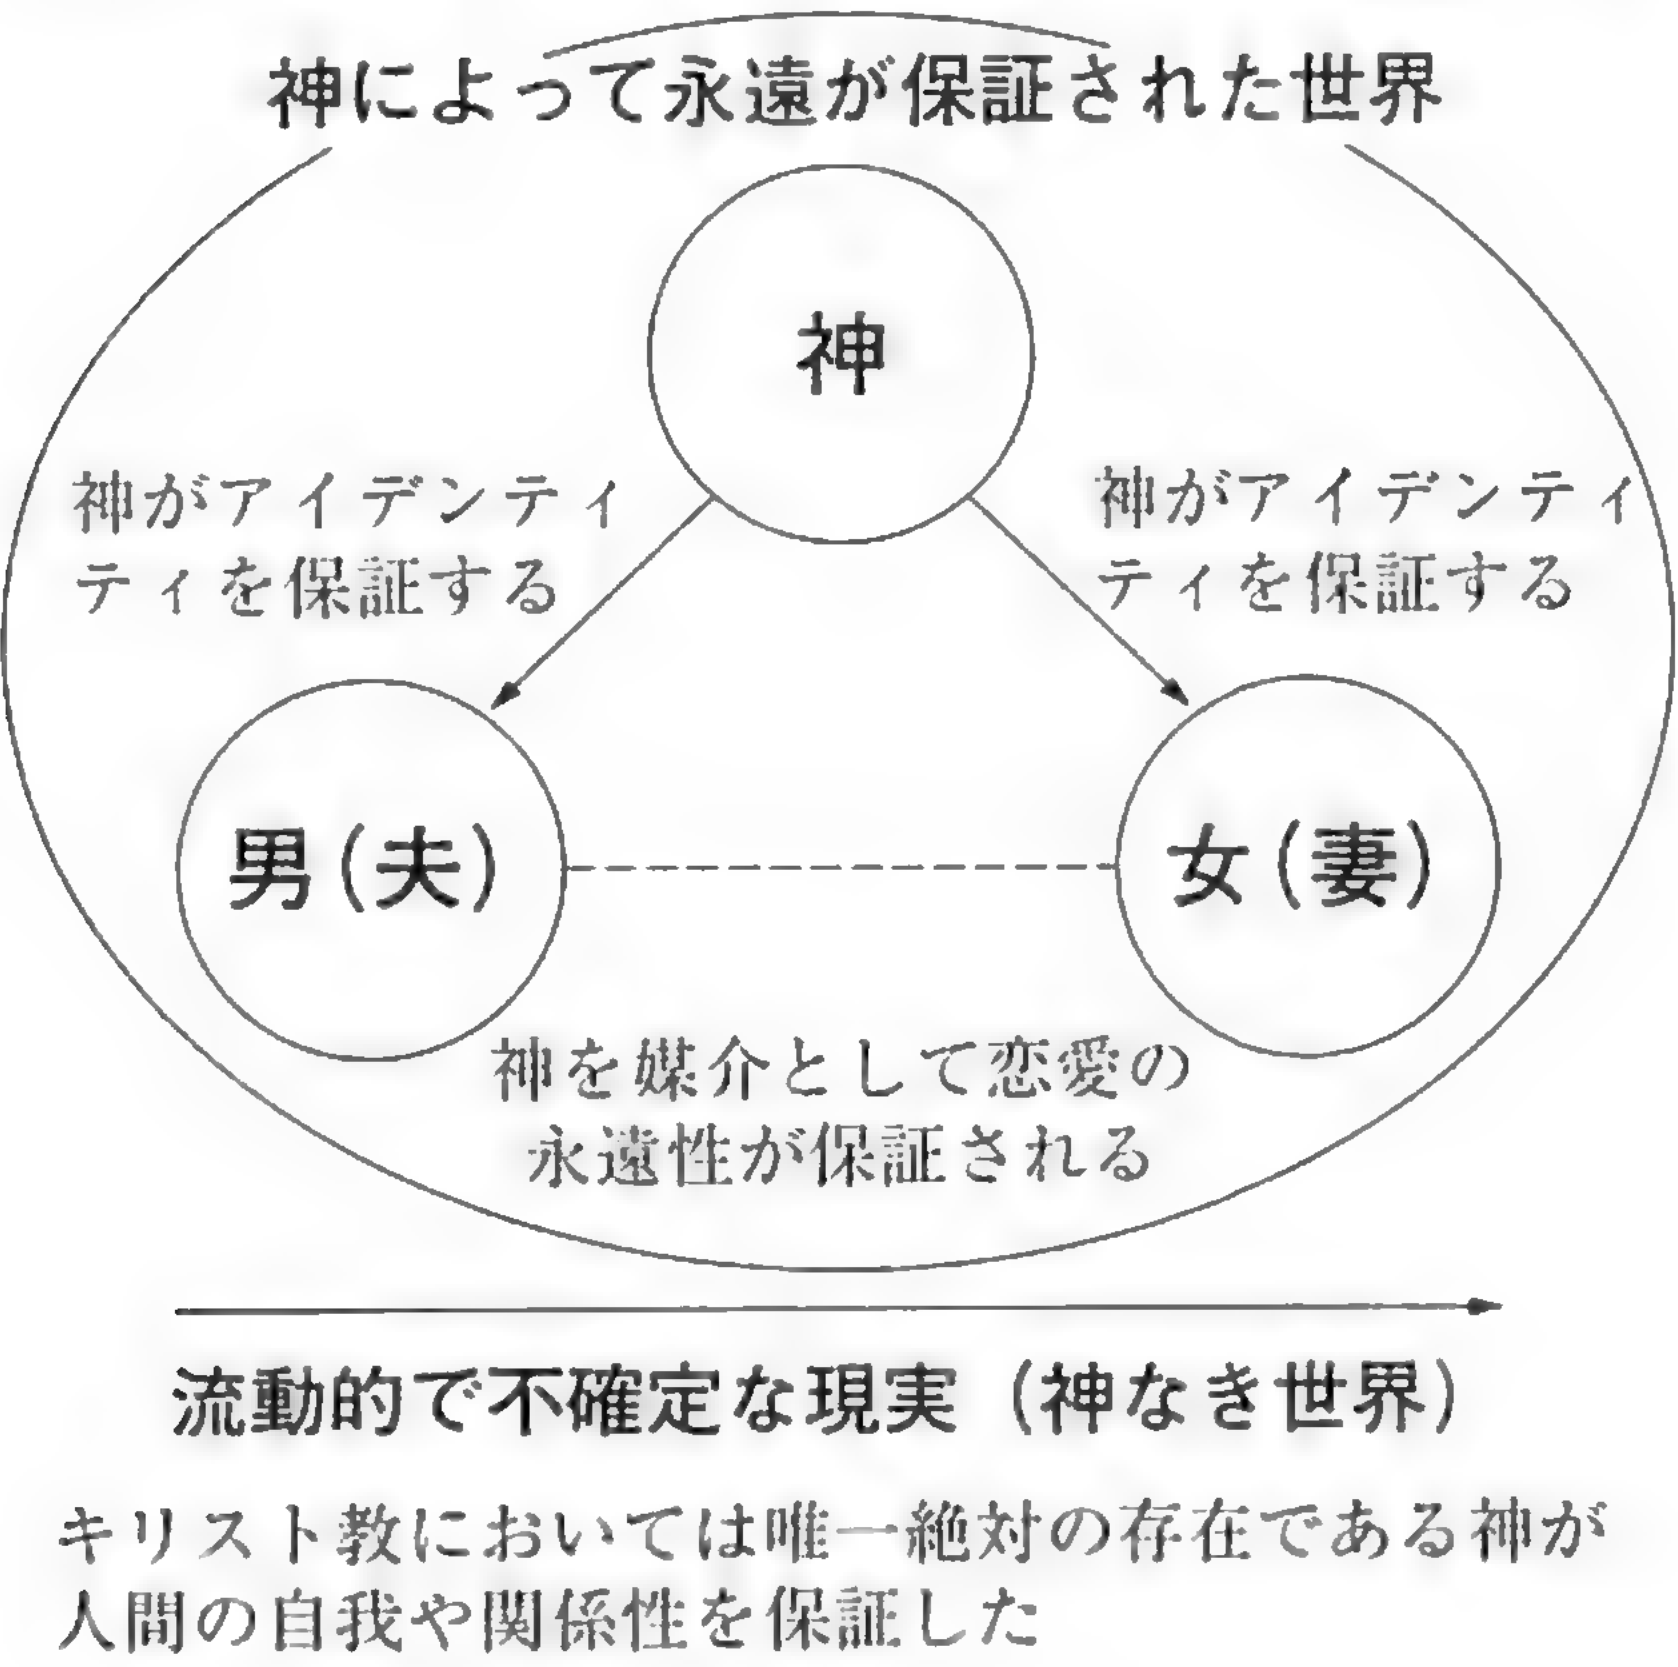 神によって永遠が保証された世界
神
神がアイデンティ
ティを保証する
神がアイデンティ
ティを保証する
男(夫)
女(妻)
神を媒介として恋愛の
永遠性が保証される
流動的で不確定な現実(神なき世界)
キリスト教においては唯一絶対の存在である神が
人間の自我や関係性を保証した